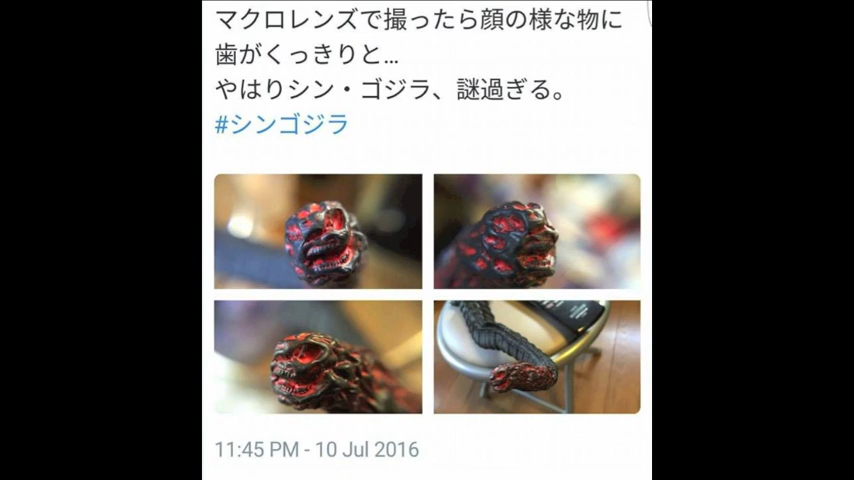 マクロレンズで撮ったら顔の様な物に
歯がくっきりと...
やはりシン・ゴジラ、謎過ぎる。
#シンゴジラ
11:45 PM - 10 Jul 2016